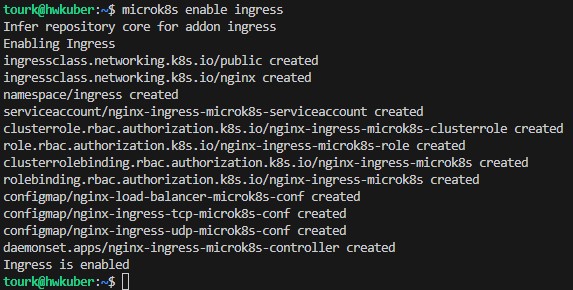 tourk@hwkuber:~$ microk8s enable ingress
Infer repository core for addon ingress
Enabling Ingress
ingressclass.networking.k8s.io/public created
ingressclass.networking.k8s.io/nginx created
namespace/ingress created
serviceaccount/nginx-ingress-microk8s-serviceaccount created
clusterrole.rbac.authorization.k8s.io/nginx-ingress-microk8s-clusterrole created
role.rbac.authorization.k8s.io/nginx-ingress-microk8s-role created
clusterrolebinding.rbac.authorization.k8s.io/nginx-ingress-microk8s created
rolebinding.rbac.authorization.k8s.io/nginx-ingress-microk8s created
configmap/nginx-load-balancer-microk8s-conf created
configmap/nginx-ingress-tcp-microk8s-conf created
configmap/nginx-ingress-udp-microk8s-conf created
daemonset.apps/nginx-ingress-microk8s-controller created
Ingress is enabled
tourk@hwkuber:~$